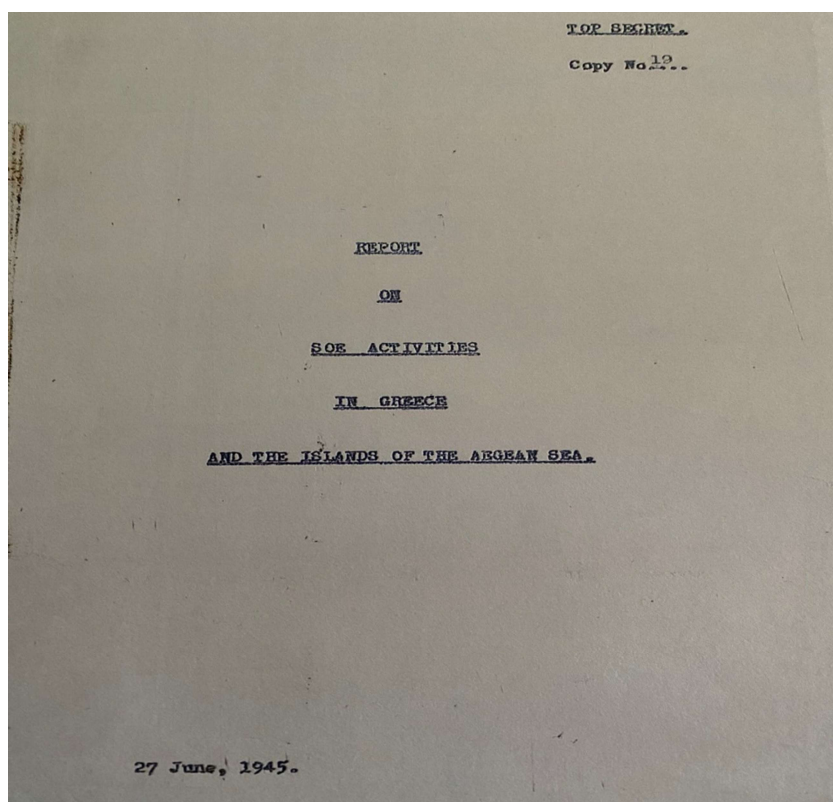 TOP SECRET.
Copy No 19...
REPORT
ON
SOE ACTIVITIES
IN GREECE
AND THE ISLANDS OF THE AEGEAN SEA.
27 June, 1945.